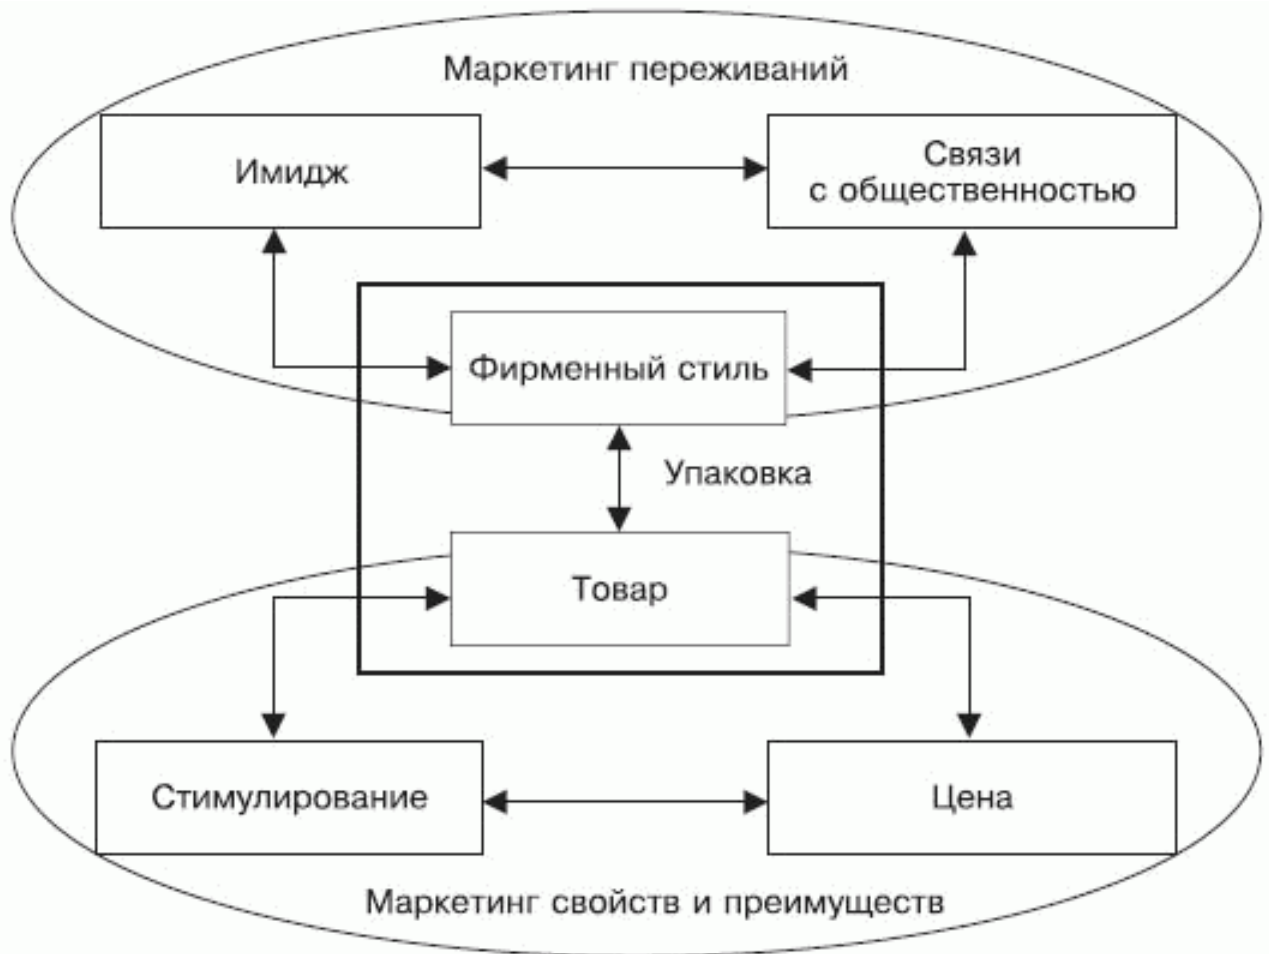 Маркетинг переживаний
Имидж
Связи
с общественностью
Фирменный стиль
Упаковка
Товар
Стимулирование
Цена
Маркетинг свойств и преимуществ